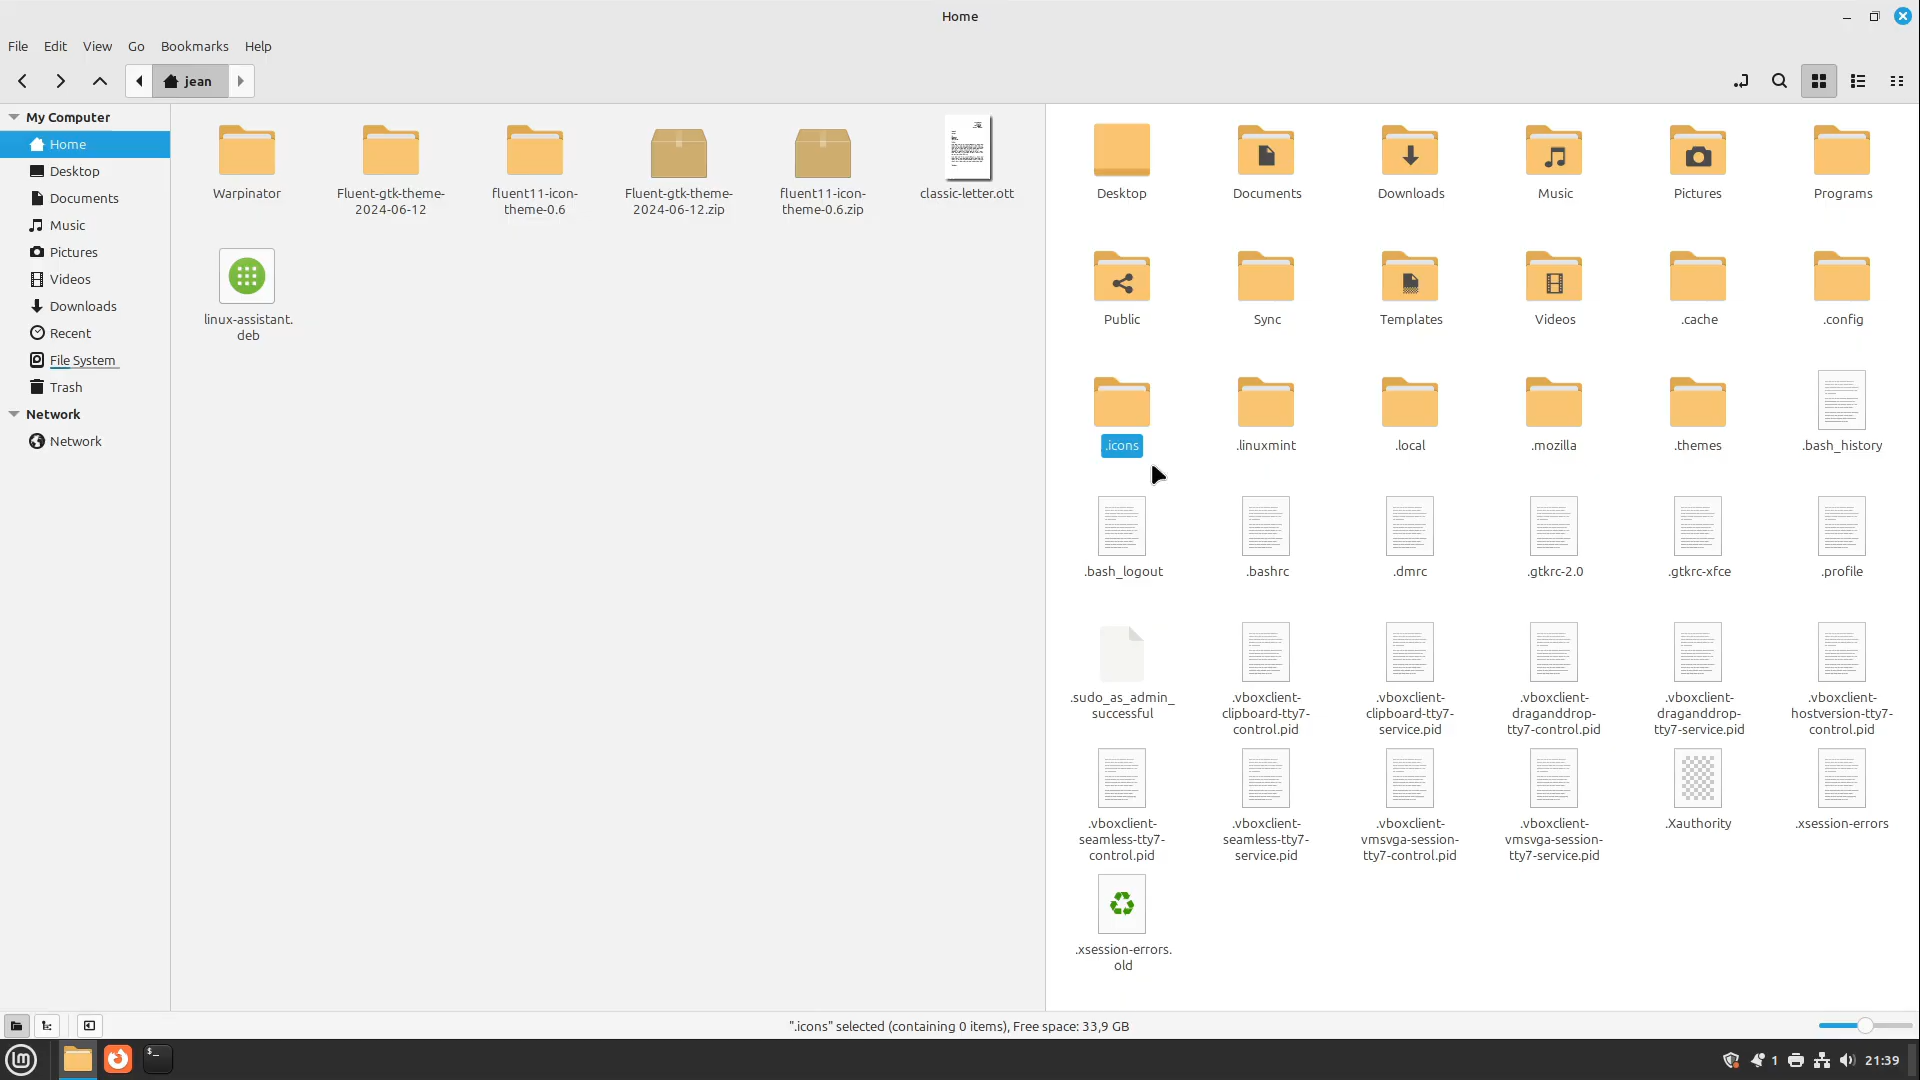 Home
File Edit View Go Bookmarks Help
jean
My Computer
Home
Desktop
Documents
Music
Pictures
Videos
Downloads
Recent
File System
Trash
Network
Network
Warpinator
Fluent-gtk-theme-
2024-06-12
fluent11-icon-
theme-0.6
Fluent-gtk-theme-
2024-06-12.zip
fluent11-icon-
theme-0.6.zip
classic-letter.ott
linux-assistant.
deb
Desktop
Documents
Downloads
Music
Pictures
Programs
Public
Sync
Templates
Videos
.cache
.config
.icons
.linuxmint
.local
.mozilla
.themes
.bash_history
.bash_logout
.bashrc
.dmrc
.gtkrc-2.0
.gtkrc-xfce
.profile
.sudo_as_admin_
successful
.vboxclient-
clipboard-tty7-
control.pid
.vboxclient-
clipboard-tty7-
service.pid
.vboxclient-
draganddrop-
tty7-control.pid
.vboxclient-
draganddrop-
tty7-service.pid
.vboxclient-
hostversion-tty7-
control.pid
.vboxclient-
seamless-tty7-
control.pid
.vboxclient-
seamless-tty7-
service.pid
.vboxclient-
vmsvga-session-
tty7-control.pid
.vboxclient-
vmsvga-session-
tty7-service.pid
.Xauthority
.xsession-errors
.xsession-errors.
old
".icons" selected (containing 0 items), Free space: 33,9 GB
1
21:39